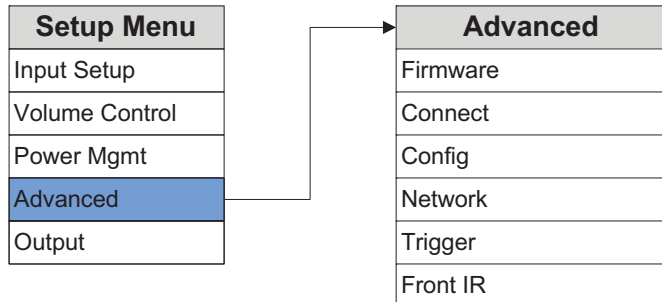 Setup Menu
Input Setup
Volume Control
Power Mgmt
Advanced
Output
Advanced
Firmware
Connect
Config
Network
Trigger
Front IR